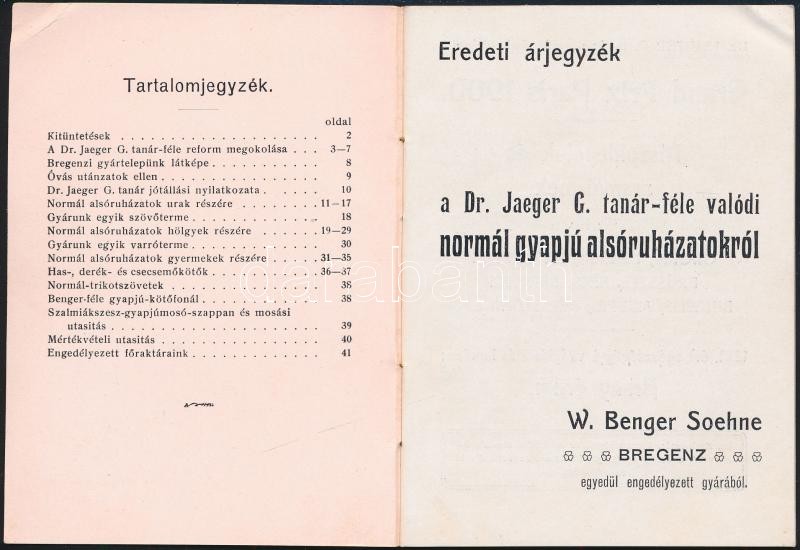 Tartalomjegyzék.
oldal
Kitüntetések . . . . . . . . . . . . . . . . . 2
A Dr. Jaeger G. tanár-féle reform megokolása . . . 3—7
Bregenzi gyártelepünk látképe . . . . . . . . . . 8
Óvás utánzatok ellen . . . . . . . . . . . . . . 9
Dr. Jaeger G. tanár jótállási nyilatkozata . . . . . . 10
Normál alsóruházatok urak részére . . . . . . . 11—17
Gyárunk egyik szövőterme . . . . . . . . . . . . 18
Normál alsóruházatok hölgyek részére . . . . . 19—29
Gyárunk egyik varróterme . . . . . . . . . . . . 30
Normál alsóruházatok gyermekek részére . . . . 31—35
Has-, derék- és csecsemőkötők . . . . . . . . . 36—37
Normál-trikotszövetek . . . . . . . . . . . . . . 38
Benger-féle gyapjú-kötőfonál . . . . . . . . . . . 38
Szalmiákszesz-gyapjúmosó-szappan és mosási
utasitás . . . . . . . . . . . . . . . . . . 39
Mértékvételi utasitás . . . . . . . . . . . . . . 40
Engedélyezett főraktáraink . . . . . . . . . . . . 41
Eredeti árjegyzék
a Dr. Jaeger G. tanár-féle valódi
normál gyapjú alsóruházatokról
W. Benger Soehne
BREGENZ
egyedül engedélyezett gyárából.
darabanth